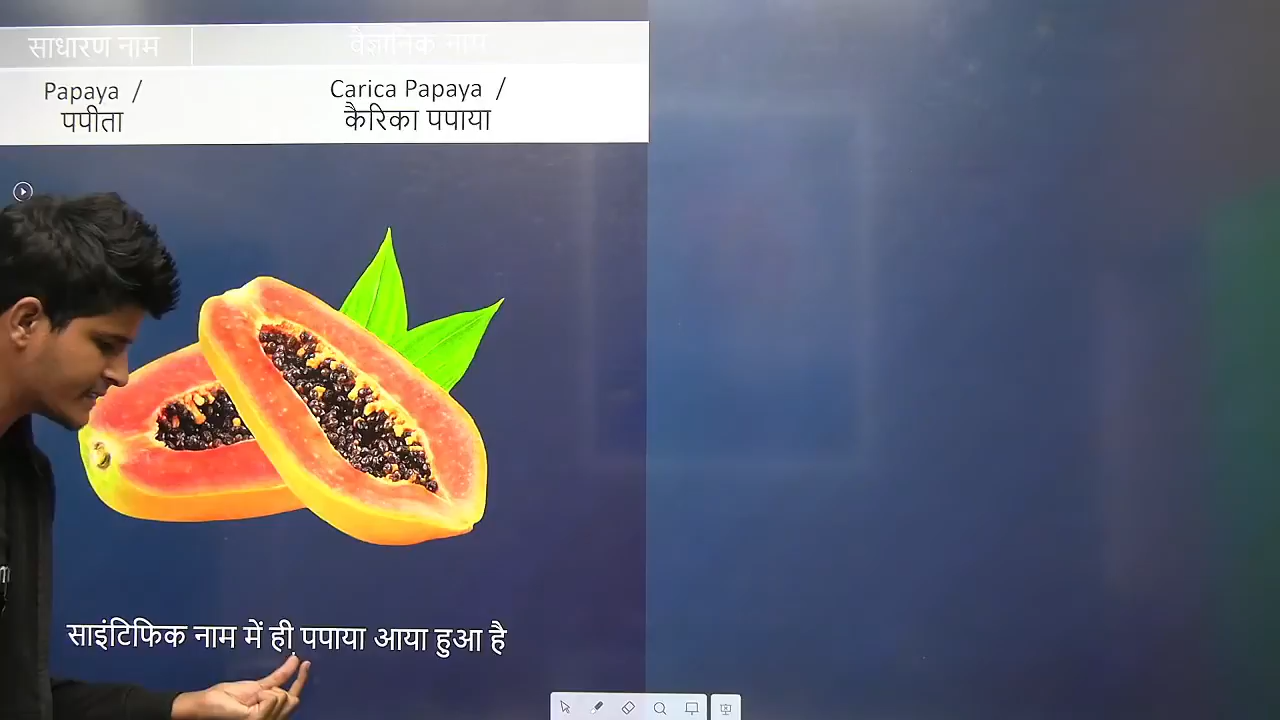 साधारण नाम
वैज्ञानिक नाम
Papaya /
पपीता
Carica Papaya /
कैरिका पपाया
साइंटिफिक नाम में ही पपाया आया हुआ है